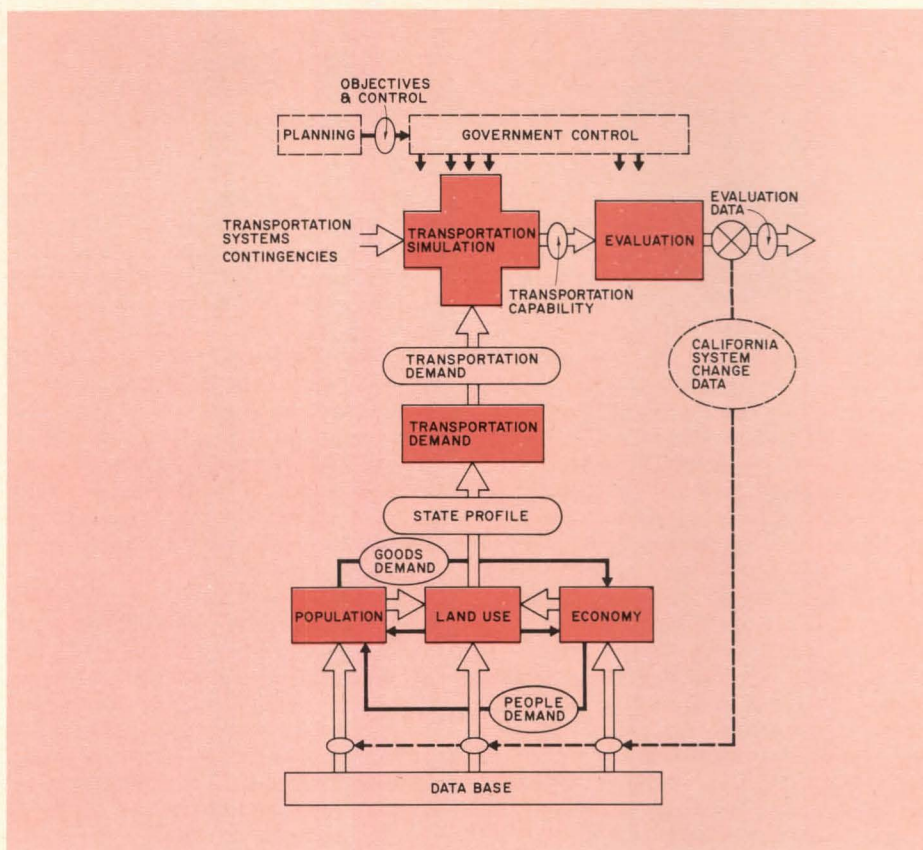 OBJECTIVES
& CONTROL
PLANNING
GOVERNMENT CONTROL
EVALUATION
DATA
TRANSPORTATION
SYSTEMS
CONTINGENCIES
TRANSPORTATION
SIMULATION
EVALUATION
TRANSPORTATION
CAPABILITY
TRANSPORTATION
DEMAND
CALIFORNIA
SYSTEM
CHANGE
DATA
TRANSPORTATION
DEMAND
STATE PROFILE
GOODS
DEMAND
POPULATION
LAND USE
ECONOMY
PEOPLE
DEMAND
DATA BASE